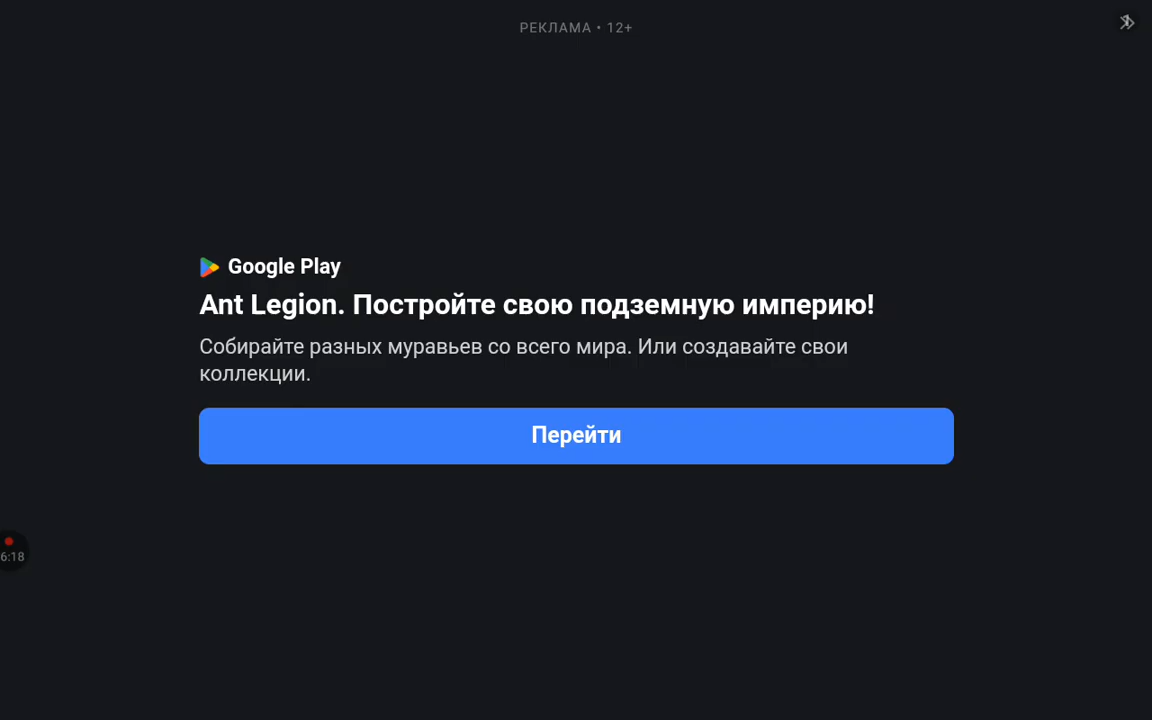 РЕКЛАМА • 12+
Google Play
Ant Legion. Постройте свою подземную империю!
Собирайте разных муравьев со всего мира. Или создавайте свои
коллекции.
Перейти
6:18